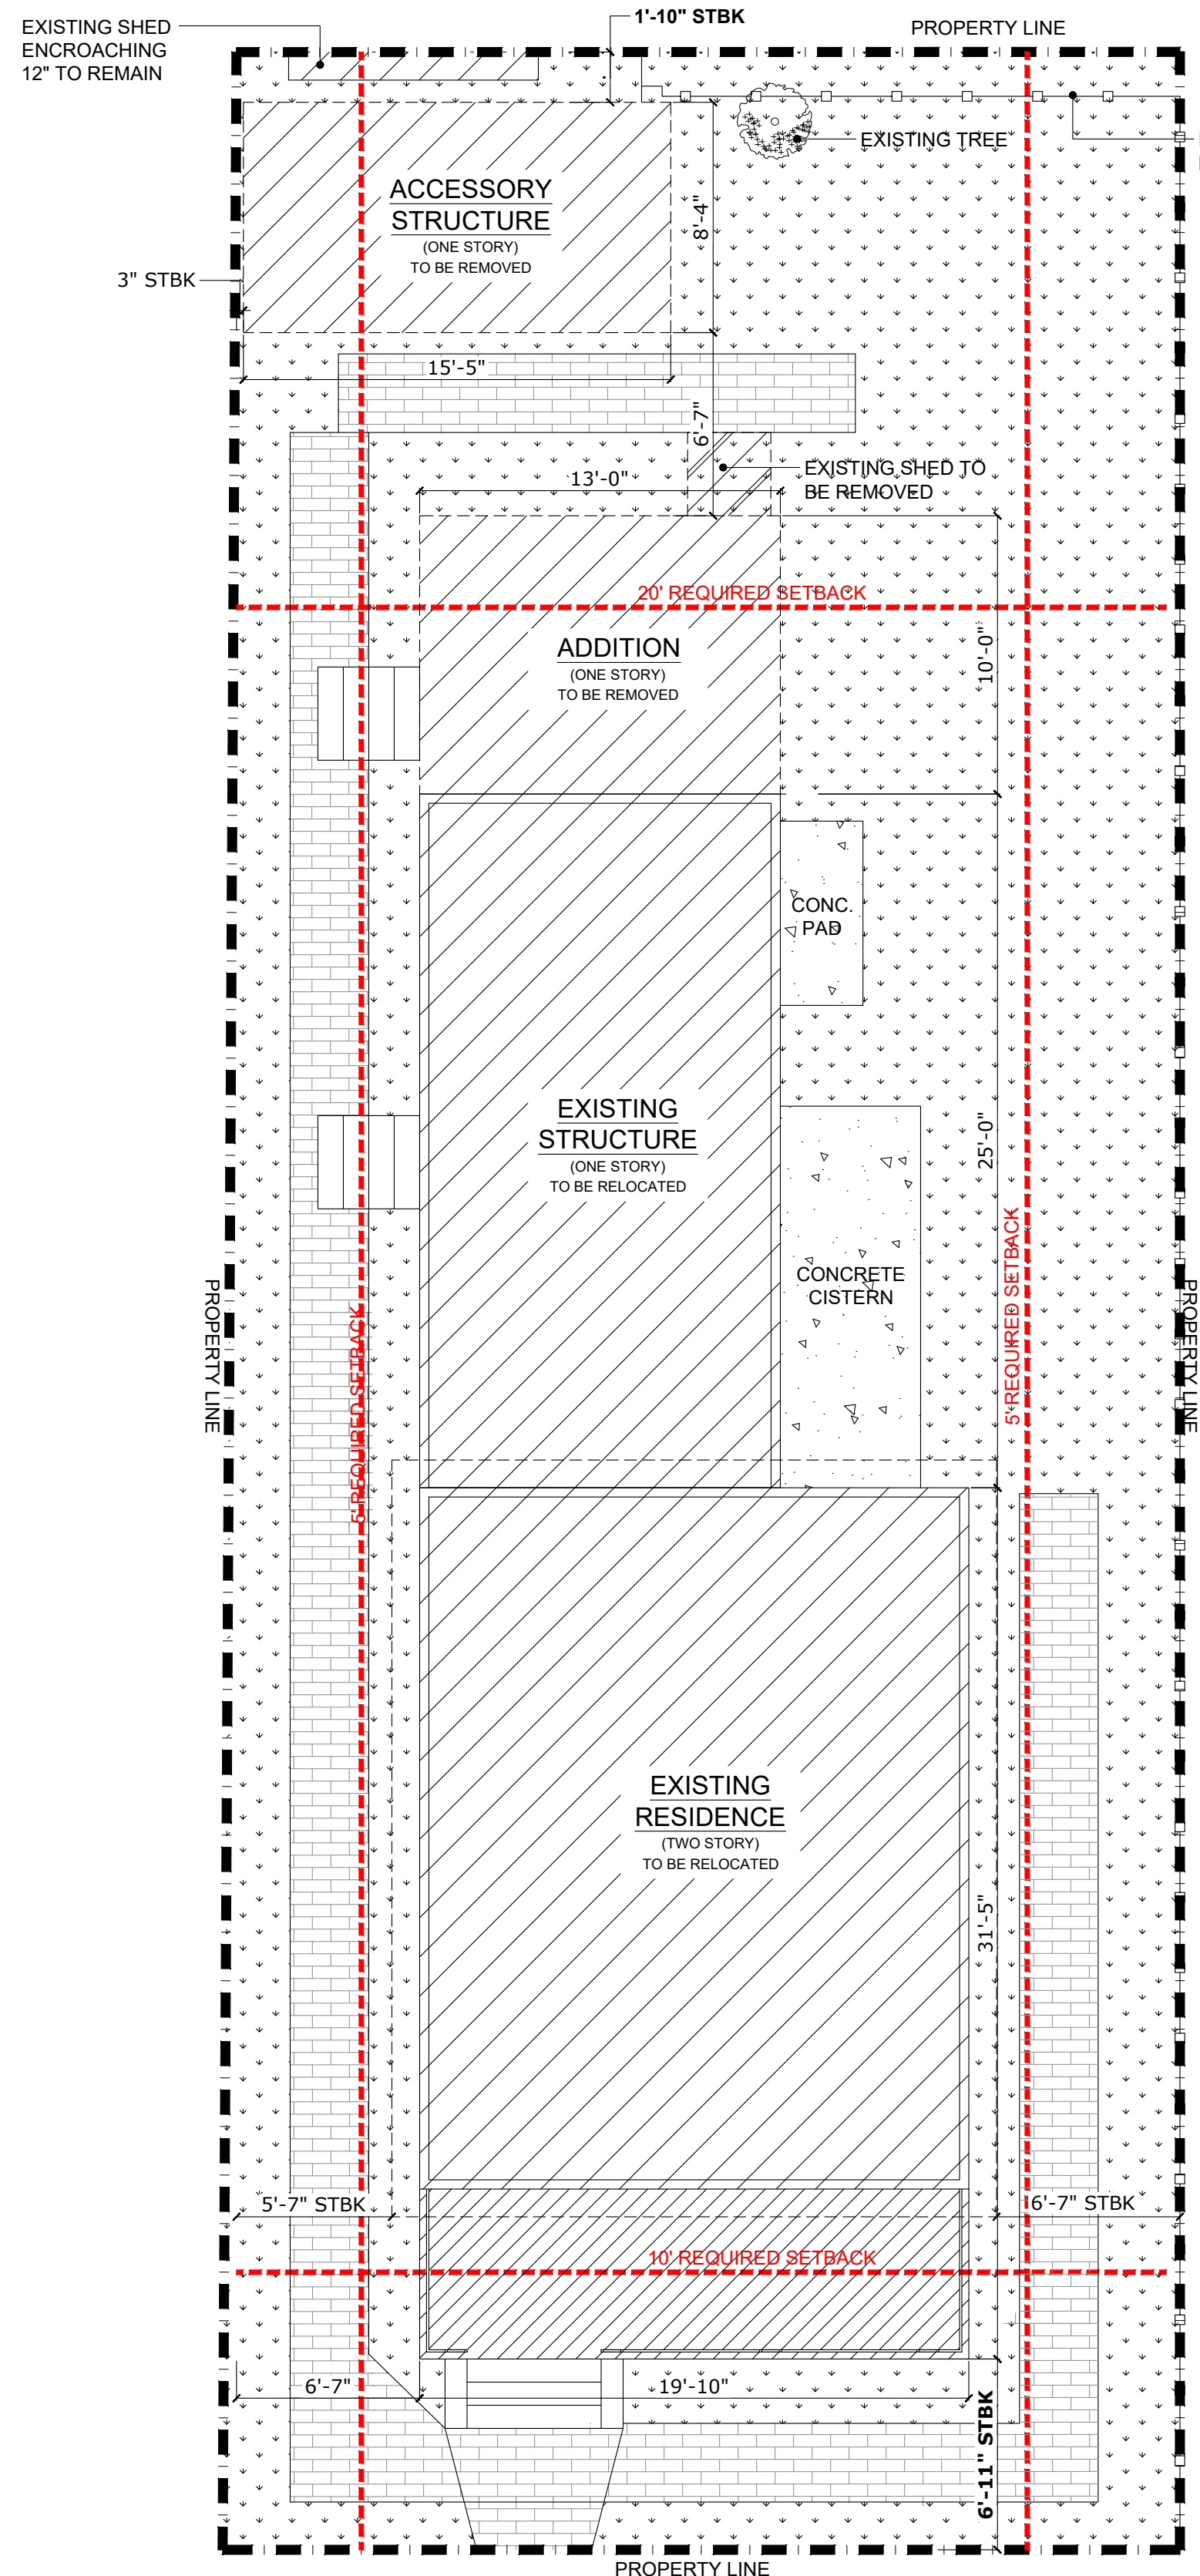 1'-10" STBK
EXISTING SHED
ENCROACHING
12" TO REMAIN
PROPERTY LINE
EXISTING TREE
ACCESSORY
STRUCTURE
(ONE STORY)
TO BE REMOVED
8'-4"
3" STBK
15'-5"
6'-7"
EXISTING SHED TO
BE REMOVED
13'-0"
20' REQUIRED SETBACK
ADDITION
(ONE STORY)
TO BE REMOVED
10'-0"
CONC.
PAD
EXISTING
STRUCTURE
(ONE STORY)
TO BE RELOCATED
25'-0"
CONCRETE
CISTERN
PROPERTY LINE
5' REQUIRED SETBACK
5' REQUIRED SETBACK
PROPERTY LINE
EXISTING
RESIDENCE
(TWO STORY)
TO BE RELOCATED
31'-5"
5'-7" STBK
6'-7" STBK
10' REQUIRED SETBACK
6'-7"
19'-10"
6'-11" STBK
PROPERTY LINE